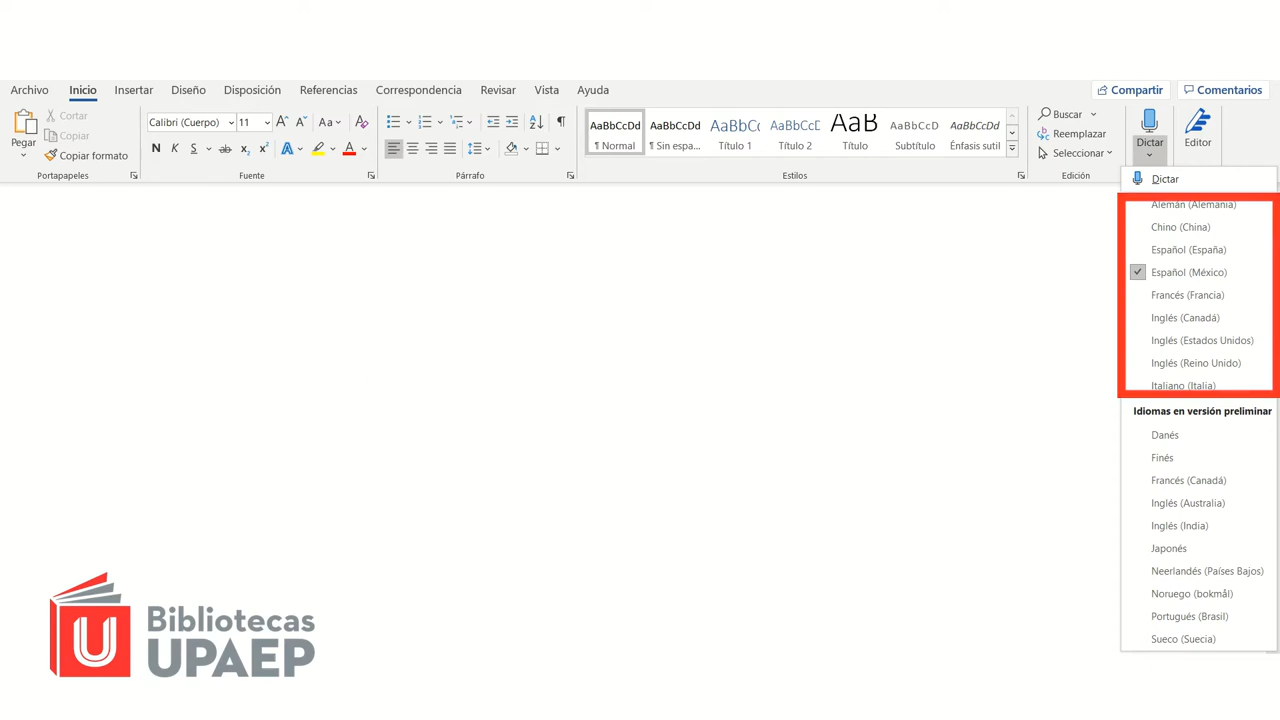 Archivo Inicio Insertar Diseño Disposición Referencias Correspondencia Revisar Vista Ayuda Compartir Comentarios
Pegar
Cortar
Copiar
Copiar formato
Portapapeles
Calibri (Cuerpo) 11 Aa
N K S ab x₂ x² A A
Fuente
Párrafo
AaBbCcDd AaBbCcDd AaBbCc AaBbCcD AaB AaBbCcD AaBbCcDd
¶ Normal ¶ Sin espa... Título 1 Título 2 Título Subtítulo Énfasis sutil
Estilos
Buscar
Reemplazar
Seleccionar
Edición
Dictar
Editor
Dictar
Alemán (Alemania)
Chino (China)
Español (España)
Español (México)
Francés (Francia)
Inglés (Canadá)
Inglés (Estados Unidos)
Inglés (Reino Unido)
Italiano (Italia)
Idiomas en versión preliminar
Danés
Finés
Francés (Canadá)
Inglés (Australia)
Inglés (India)
Japonés
Neerlandés (Países Bajos)
Noruego (bokmål)
Portugués (Brasil)
Sueco (Suecia)
U
Bibliotecas
UPAEP